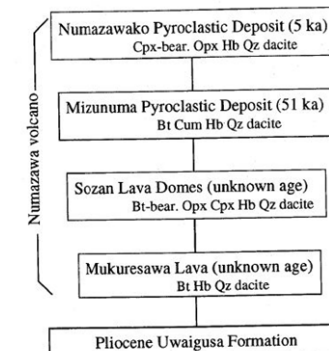 Numazawa volcano
Numazawako Pyroclastic Deposit (5 ka)
Cpx-bear. Opx Hb Qz dacite
Mizunuma Pyroclastic Deposit (51 ka)
Bt Cum Hb Qz dacite
Sozan Lava Domes (unknown age)
Bt-bear. Opx Cpx Hb Qz dacite
Mukuresawa Lava (unknown age)
Bt Hb Qz dacite
Pliocene Uwaigusa Formation